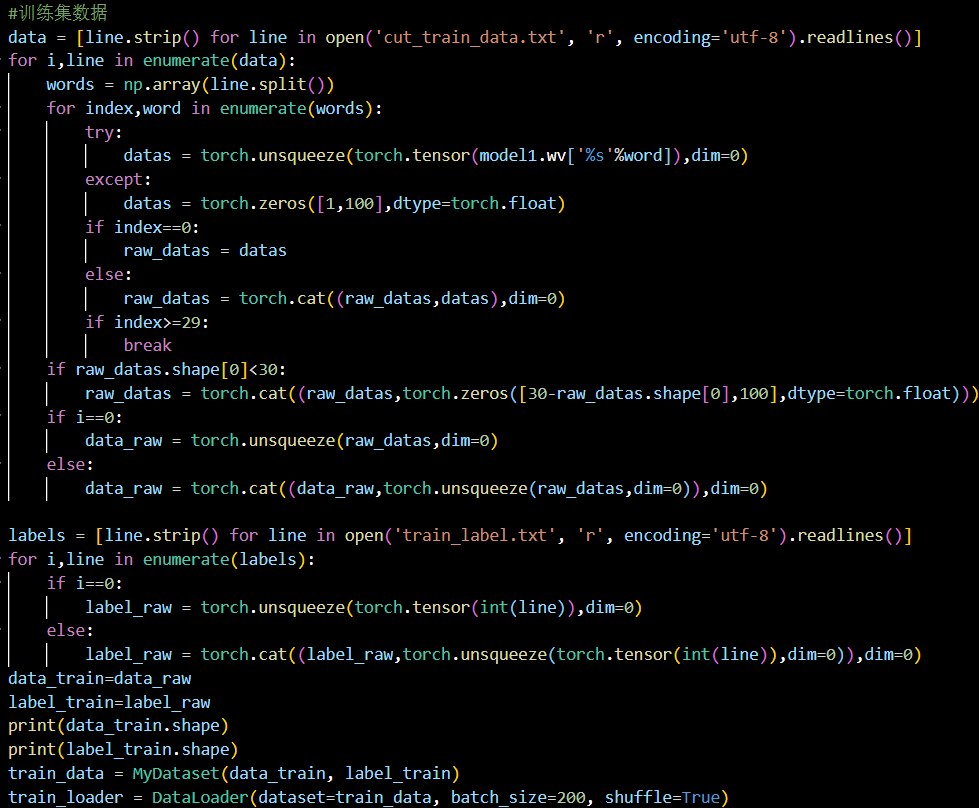 #训练集数据
data = [line.strip() for line in open('cut_train_data.txt', 'r', encoding='utf-8').readlines()]
for i,line in enumerate(data):
    words = np.array(line.split())
    for index,word in enumerate(words):
        try:
            datas = torch.unsqueeze(torch.tensor(model1.wv['%s'%word]),dim=0)
        except:
            datas = torch.zeros([1,100],dtype=torch.float)
        if index==0:
            raw_datas = datas
        else:
            raw_datas = torch.cat((raw_datas,datas),dim=0)
        if index>=29:
            break
    if raw_datas.shape[0]<30:
        raw_datas = torch.cat((raw_datas,torch.zeros([30-raw_datas.shape[0],100],dtype=torch.float)))
    if i==0:
        data_raw = torch.unsqueeze(raw_datas,dim=0)
    else:
        data_raw = torch.cat((data_raw,torch.unsqueeze(raw_datas,dim=0)),dim=0)

labels = [line.strip() for line in open('train_label.txt', 'r', encoding='utf-8').readlines()]
for i,line in enumerate(labels):
    if i==0:
        label_raw = torch.unsqueeze(torch.tensor(int(line)),dim=0)
    else:
        label_raw = torch.cat((label_raw,torch.unsqueeze(torch.tensor(int(line)),dim=0)),dim=0)
data_train=data_raw
label_train=label_raw
print(data_train.shape)
print(label_train.shape)
train_data = MyDataset(data_train, label_train)
train_loader = DataLoader(dataset=train_data, batch_size=200, shuffle=True)